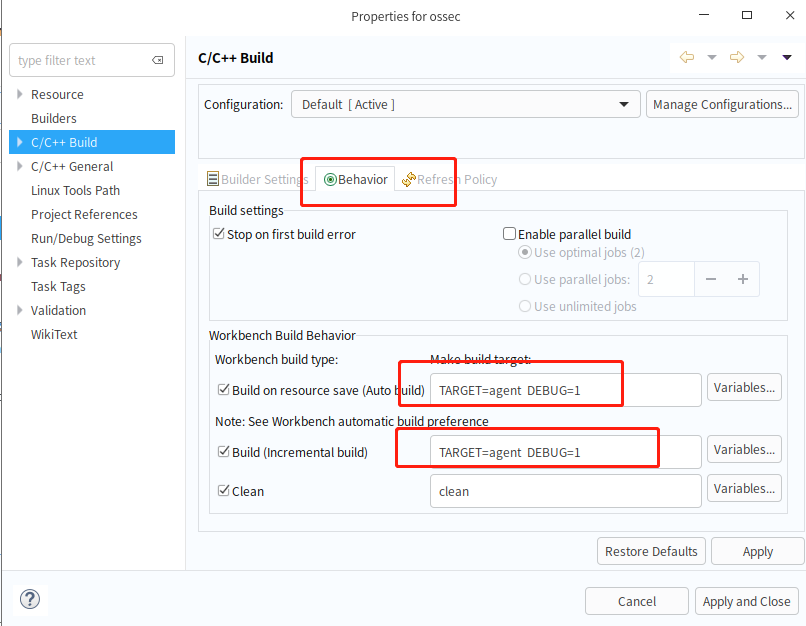 Properties for ossec
type filter text
Resource
Builders
C/C++ Build
C/C++ General
Linux Tools Path
Project References
Run/Debug Settings
Task Repository
Task Tags
Validation
WikiText
C/C++ Build
Configuration: Default [ Active ] Manage Configurations...
Builder Settings Behavior Refresh Policy
Build settings
Stop on first build error
Enable parallel build
Use optimal jobs (2)
Use parallel jobs: 2
Use unlimited jobs
Workbench Build Behavior
Workbench build type: Make build target:
Build on resource save (Auto build) TARGET=agent DEBUG=1 Variables...
Note: See Workbench automatic build preference
Build (Incremental build) TARGET=agent DEBUG=1 Variables...
Clean clean Variables...
Restore Defaults Apply
? Cancel Apply and Close